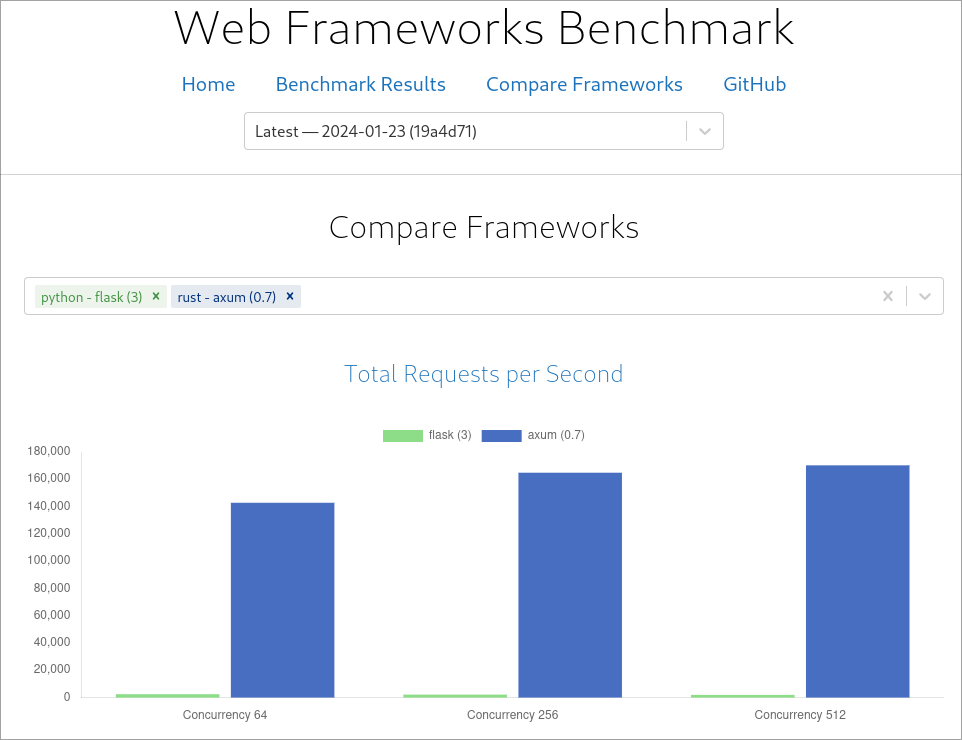 Web Frameworks Benchmark
Home Benchmark Results Compare Frameworks GitHub
Latest — 2024-01-23 (19a4d71)
Compare Frameworks
python - flask (3) × rust - axum (0.7) ×
Total Requests per Second
flask (3) axum (0.7)
180,000
160,000
140,000
120,000
100,000
80,000
60,000
40,000
20,000
0
Concurrency 64 Concurrency 256 Concurrency 512